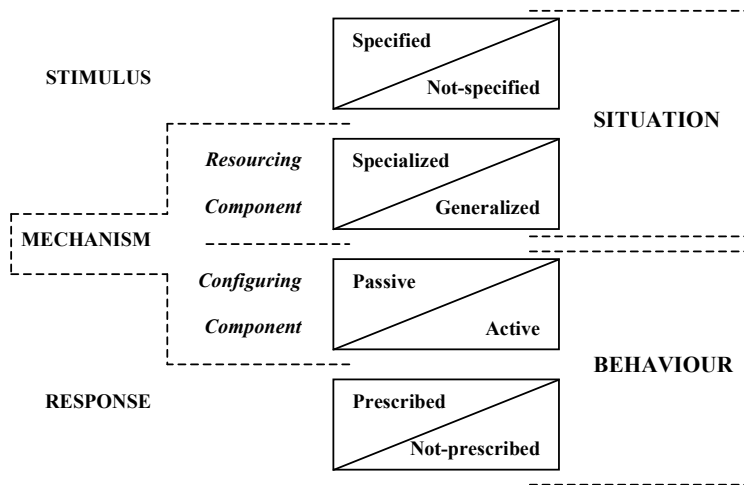 Specified
STIMULUS
Not-specified
SITUATION
Resourcing
Specialized
Component
Generalized
MECHANISM
Configuring
Passive
Component
Active
BEHAVIOUR
RESPONSE
Prescribed
Not-prescribed